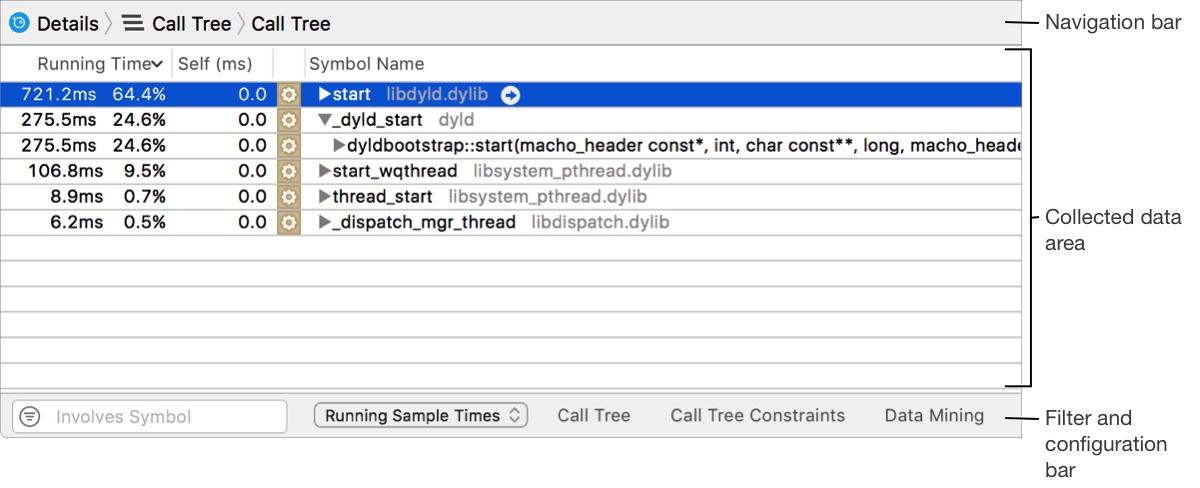 Details Call Tree Call Tree
Navigation bar
Running Time Self (ms) Symbol Name
721.2ms 64.4% 0.0 start libdyld.dylib
275.5ms 24.6% 0.0 _dyld_start dyld
275.5ms 24.6% 0.0 dyldbootstrap::start(macho_header const*, int, char const**, long, macho_heade
106.8ms 9.5% 0.0 start_wqthread libsystem_pthread.dylib
8.9ms 0.7% 0.0 thread_start libsystem_pthread.dylib
6.2ms 0.5% 0.0 _dispatch_mgr_thread libdispatch.dylib
Collected data
area
Involves Symbol Running Sample Times Call Tree Call Tree Constraints Data Mining
Filter and
configuration
bar